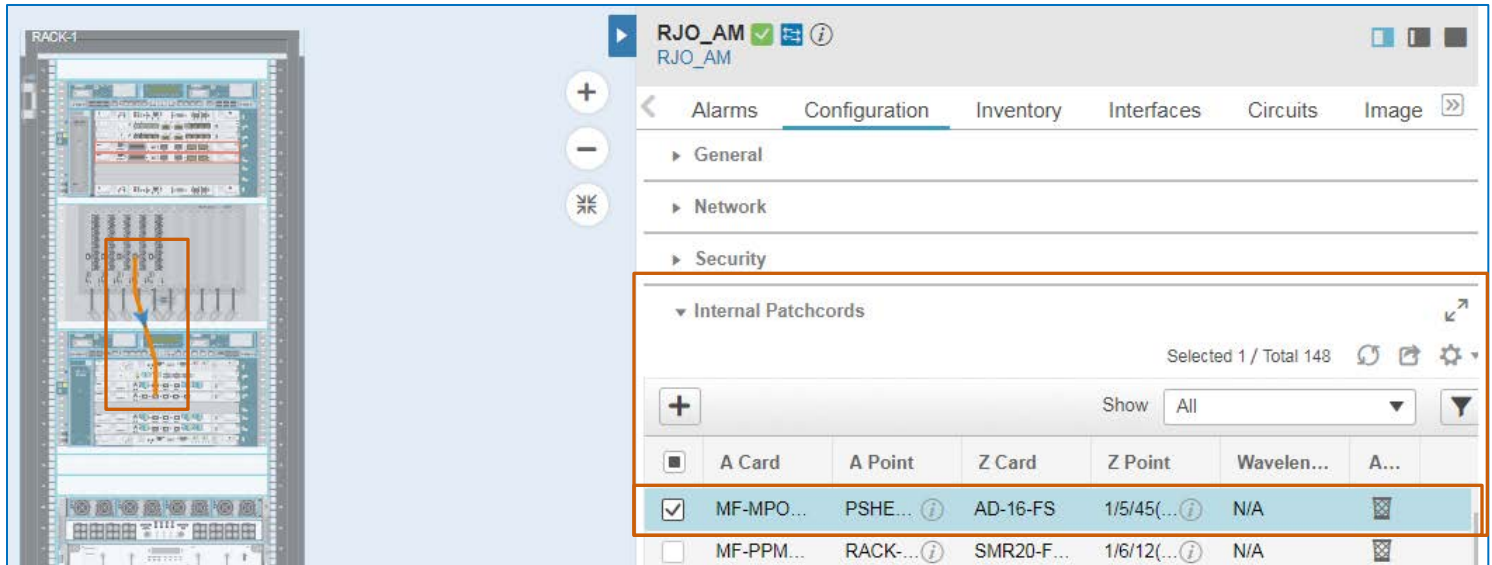 RACK-1
RJO_AM
RJO_AM
Alarms Configuration Inventory Interfaces Circuits Image
General
Network
Security
Internal Patchcords
Selected 1 / Total 148
Show All
A Card A Point Z Card Z Point Wavelen... A...
MF-MPO... PSHE... AD-16-FS 1/5/45(... N/A
MF-PPM... RACK-... SMR20-F... 1/6/12(... N/A